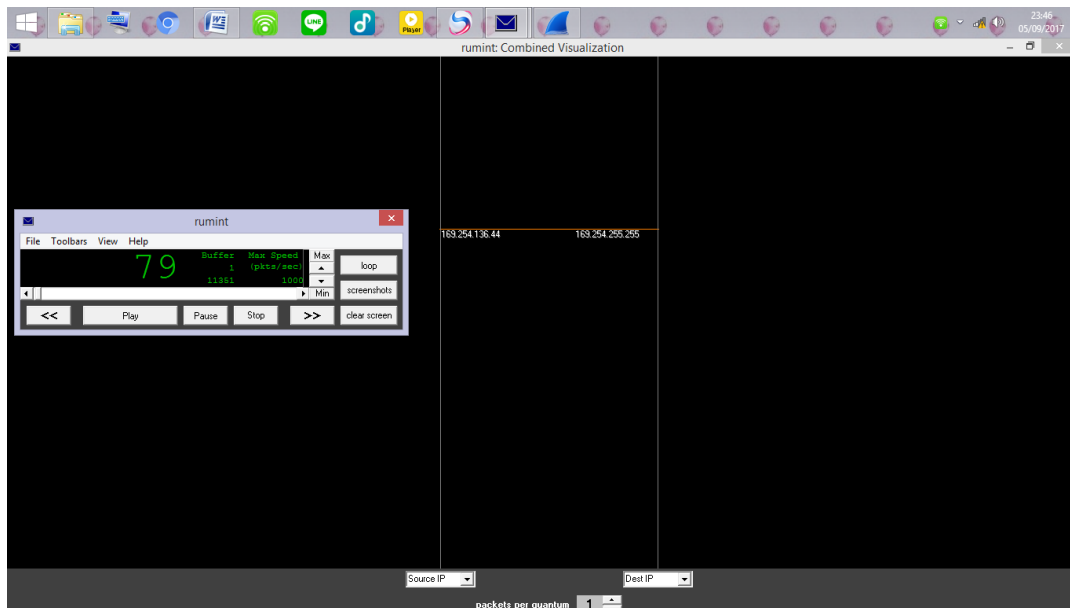 W
LINE
Player
23:46
05/09/2017
rumint: Combined Visualization
rumint
File Toolbars View Help
79
Buffer Max Speed
1 (pkts/sec)
11351 1000
Max
Min
loop
screenshots
<< Play Pause Stop >> clear screen
169.254.136.44 169.254.255.255
Source IP Dest IP
packets per quantum 1